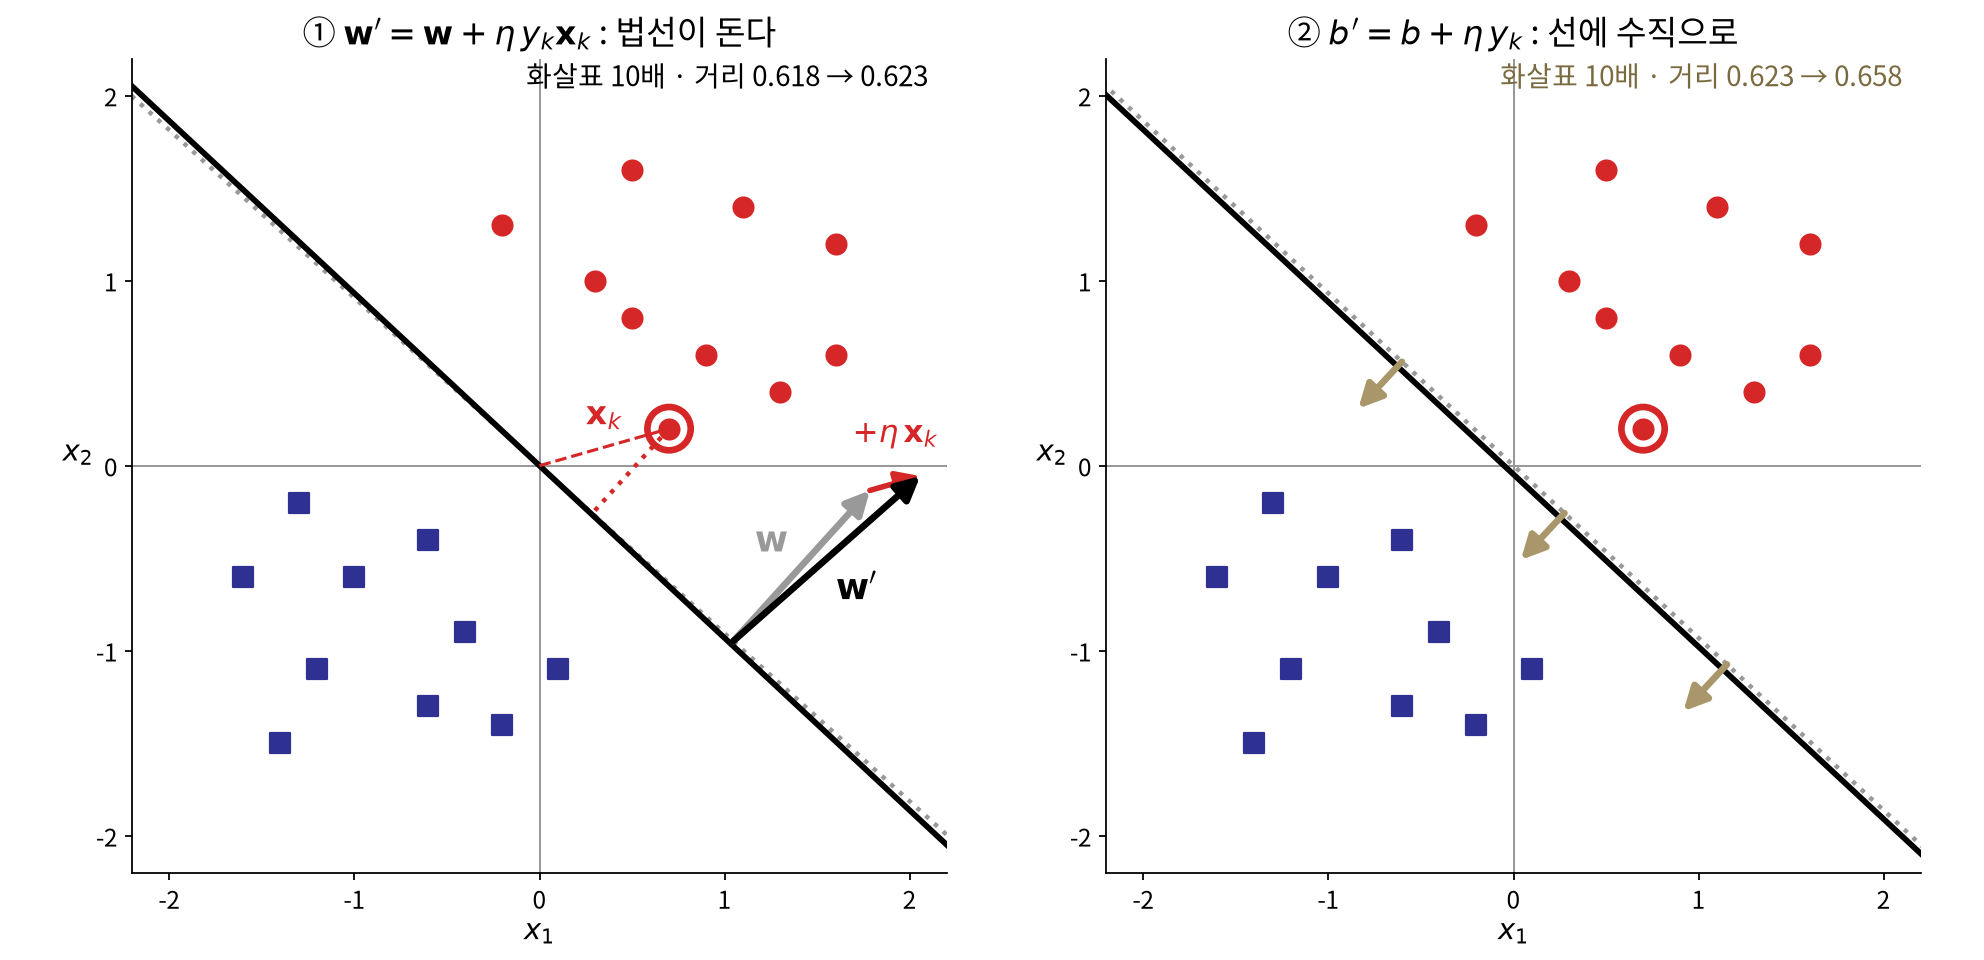 ① w′ = w + η yₖxₖ : 법선이 돈다
화살표 10배 · 거리 0.618 → 0.623
2
1
x₂ 0
-1
-2
xₖ
+η xₖ
w
w′
-2 -1 0 1 2
x₁
② b′ = b + η yₖ : 선에 수직으로
화살표 10배 · 거리 0.623 → 0.658
2
1
x₂ 0
-1
-2
-2 -1 0 1 2
x₁